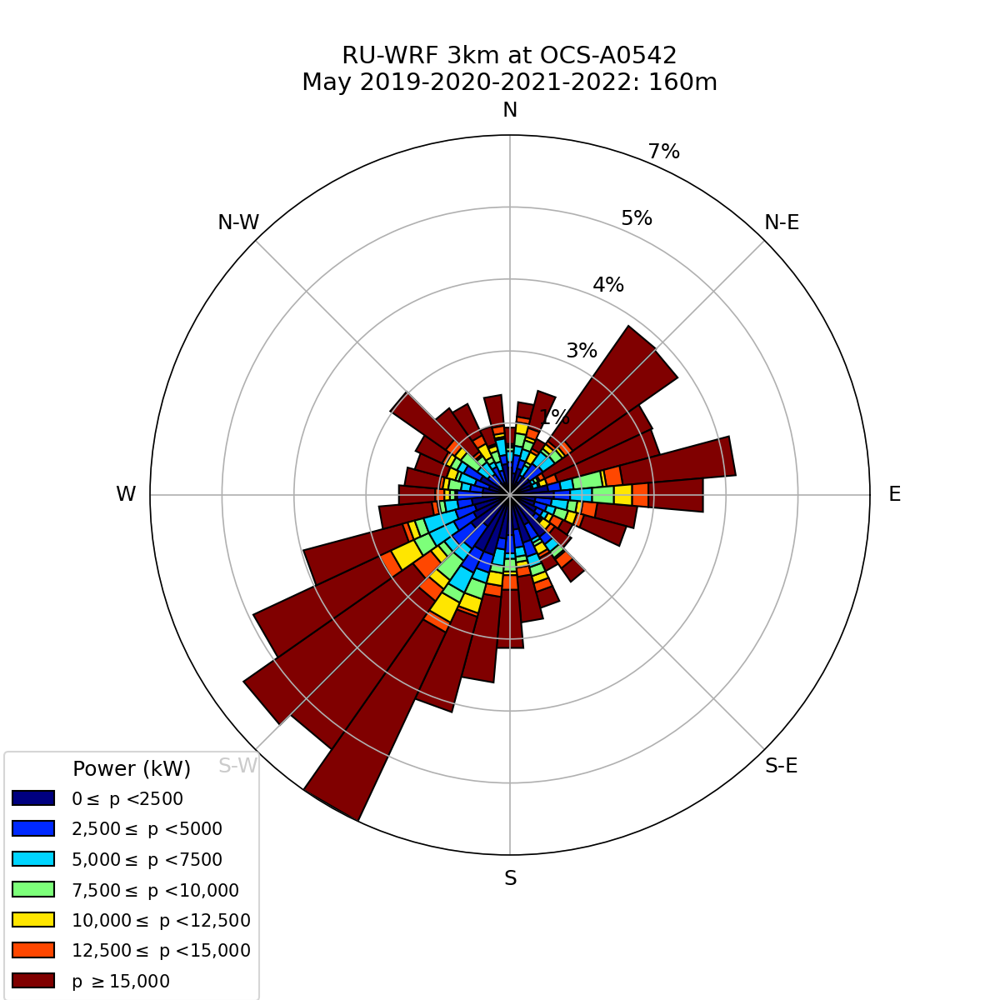 RU-WRF 3km at OCS-A0542
May 2019-2020-2021-2022: 160m
N
7%
N-W
5%
N-E
4%
3%
1%
W
E
S-W
S-E
S
Power (kW)
0≤ p <2500
2,500≤ p <5000
5,000≤ p <7500
7,500≤ p <10,000
10,000≤ p <12,500
12,500≤ p <15,000
p ≥15,000